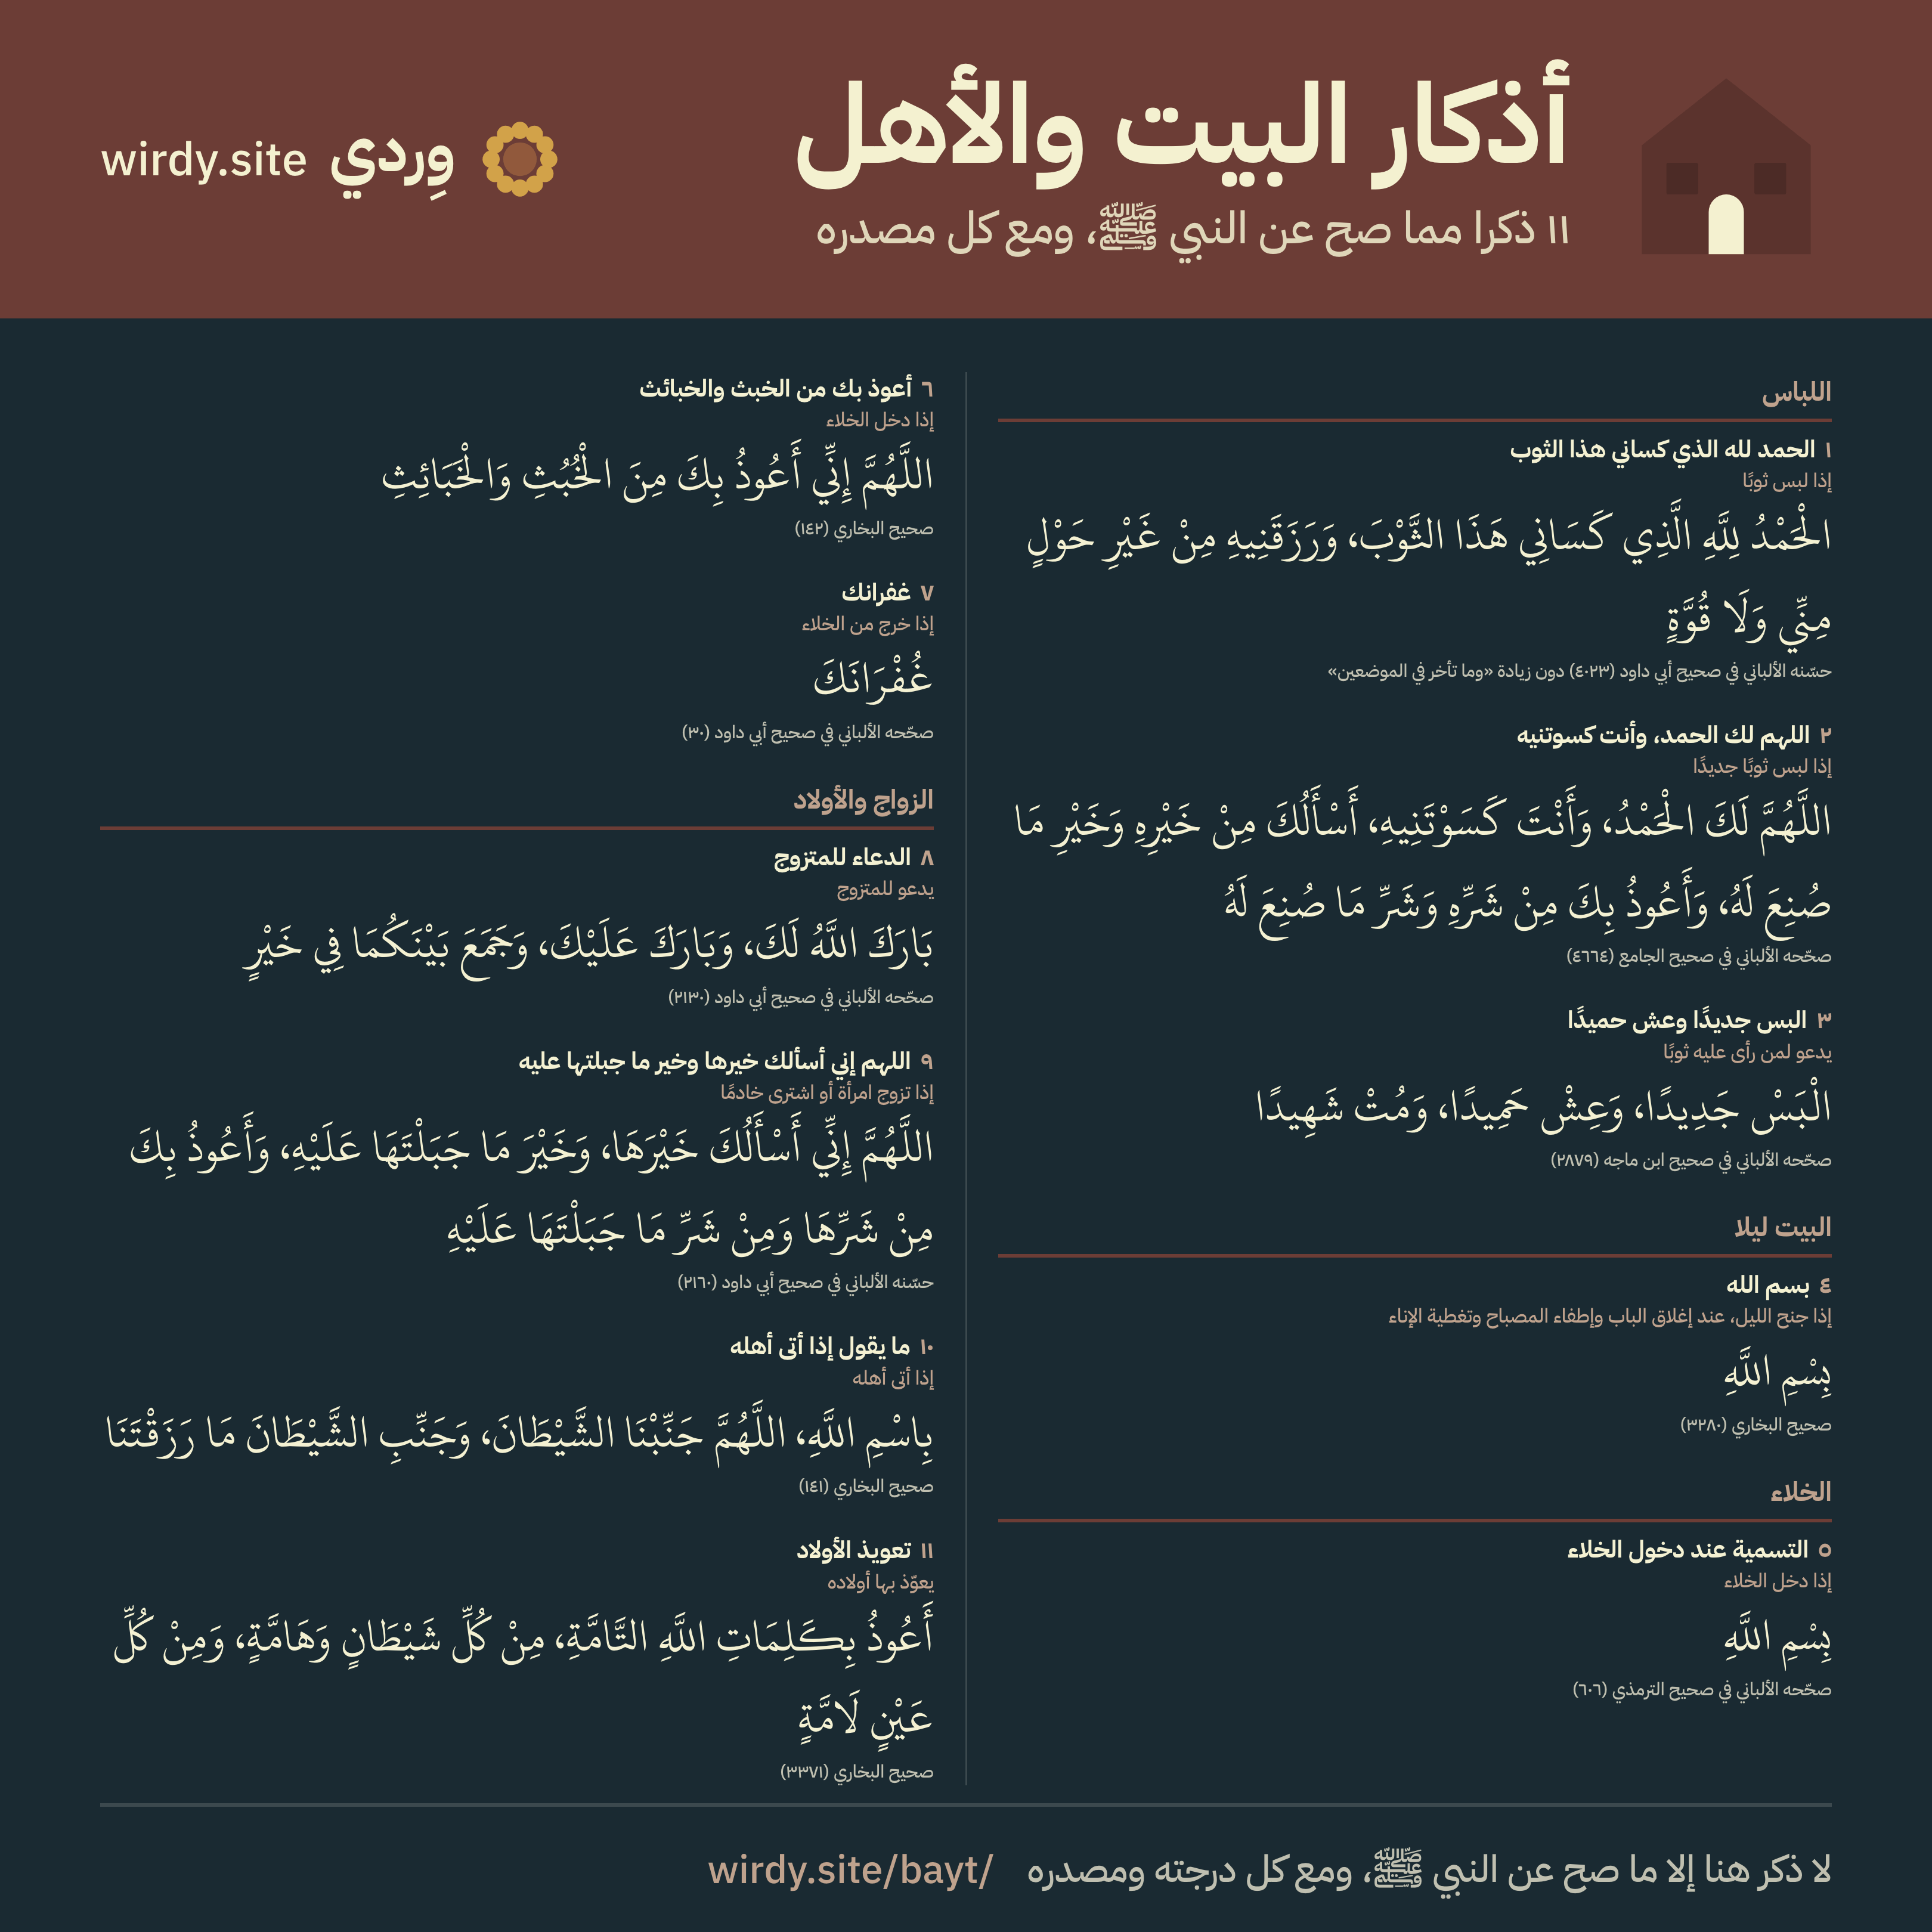 أذكار البيت والأهل
١١ ذكرا مما صح عن النبي ﷺ، ومع كل مصدره
وِردي wirdy.site
اللباس
١ الحمد لله الذي كساني هذا الثوب
إذا لبس ثوبًا
الْحَمْدُ لِلَّهِ الَّذِي كَسَانِي هَذَا الثَّوْبَ، وَرَزَقَنِيهِ مِنْ غَيْرِ حَوْلٍ
مِنِّي وَلَا قُوَّةٍ
حسّنه الألباني في صحيح أبي داود (٤٠٢٣) دون زيادة «وما تأخر في الموضعين»
٢ اللهم لك الحمد، وأنت كسوتنيه
إذا لبس ثوبًا جديدًا
اللَّهُمَّ لَكَ الْحَمْدُ، وَأَنْتَ كَسَوْتَنِيهِ، أَسْأَلُكَ مِنْ خَيْرِهِ وَخَيْرِ مَا
صُنِعَ لَهُ، وَأَعُوذُ بِكَ مِنْ شَرِّهِ وَشَرِّ مَا صُنِعَ لَهُ
صحّحه الألباني في صحيح الجامع (٤٦٦٤)
٣ البس جديدًا وعش حميدًا
يدعو لمن رأى عليه ثوبًا
الْبَسْ جَدِيدًا، وَعِشْ حَمِيدًا، وَمُتْ شَهِيدًا
صحّحه الألباني في صحيح ابن ماجه (٢٨٧٩)
البيت ليلا
٤ بسم الله
إذا جنح الليل، عند إغلاق الباب وإطفاء المصباح وتغطية الإناء
بِسْمِ اللَّهِ
صحيح البخاري (٣٢٨٠)
الخلاء
٥ التسمية عند دخول الخلاء
إذا دخل الخلاء
بِسْمِ اللَّهِ
صحّحه الألباني في صحيح الترمذي (٦٠٦)
٦ أعوذ بك من الخبث والخبائث
إذا دخل الخلاء
اللَّهُمَّ إِنِّي أَعُوذُ بِكَ مِنَ الْخُبُثِ وَالْخَبَائِثِ
صحيح البخاري (١٤٢)
٧ غفرانك
إذا خرج من الخلاء
غُفْرَانَكَ
صحّحه الألباني في صحيح أبي داود (٣٠)
الزواج والأولاد
٨ الدعاء للمتزوج
يدعو للمتزوج
بَارَكَ اللَّهُ لَكَ، وَبَارَكَ عَلَيْكَ، وَجَمَعَ بَيْنَكُمَا فِي خَيْرٍ
صحّحه الألباني في صحيح أبي داود (٢١٣٠)
٩ اللهم إني أسألك خيرها وخير ما جبلتها عليه
إذا تزوج امرأة أو اشترى خادمًا
اللَّهُمَّ إِنِّي أَسْأَلُكَ خَيْرَهَا، وَخَيْرَ مَا جَبَلْتَهَا عَلَيْهِ، وَأَعُوذُ بِكَ
مِنْ شَرِّهَا وَمِنْ شَرِّ مَا جَبَلْتَهَا عَلَيْهِ
حسّنه الألباني في صحيح أبي داود (٢١٦٠)
١٠ ما يقول إذا أتى أهله
إذا أتى أهله
بِاسْمِ اللَّهِ، اللَّهُمَّ جَنِّبْنَا الشَّيْطَانَ، وَجَنِّبِ الشَّيْطَانَ مَا رَزَقْتَنَا
صحيح البخاري (١٤١)
١١ تعويذ الأولاد
يعوّذ بها أولاده
أَعُوذُ بِكَلِمَاتِ اللَّهِ التَّامَّةِ، مِنْ كُلِّ شَيْطَانٍ وَهَامَّةٍ، وَمِنْ كُلِّ
عَيْنٍ لَامَّةٍ
صحيح البخاري (٣٣٧١)
لا ذكر هنا إلا ما صح عن النبي ﷺ، ومع كل درجته ومصدره wirdy.site/bayt/